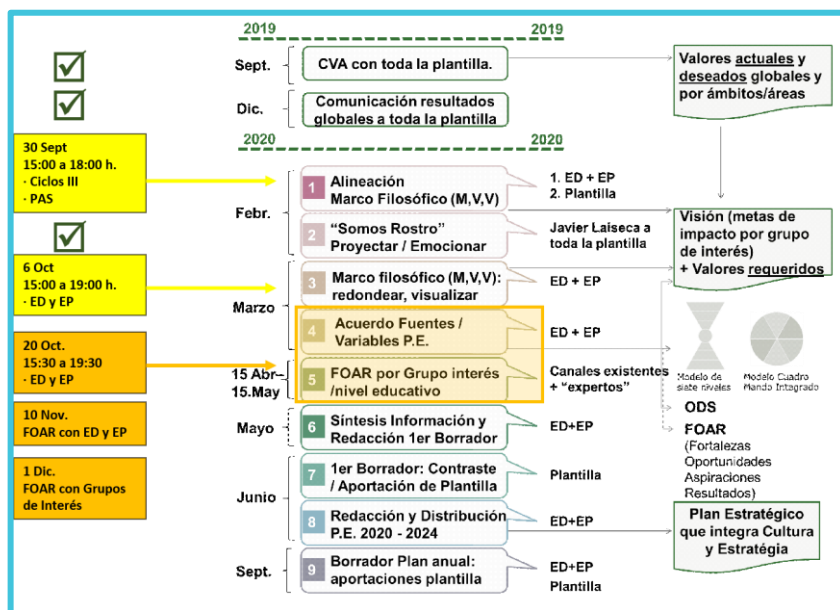 2019
2019
Sept.
CVA con toda la plantilla.
Valores actuales y
deseados globales y
por ámbitos/áreas
Dic.
Comunicación resultados
globales a toda la plantilla
2020
2020
30 Sept
15:00 a 18:00 h.
- Ciclos III
- PAS
6 Oct
15:00 a 19:00 h.
- ED y EP
20 Oct.
15:30 a 19:30
- ED y EP
10 Nov.
FOAR con ED y EP
1 Dic.
FOAR con Grupos
de Interés
Febr.
1 Alineación
Marco Filosófico (M,V,V)
1. ED + EP
2. Plantilla
2 “Somos Rostro”
Proyectar / Emocionar
Javier Laiseca a
toda la plantilla
Marzo
3 Marco filosófico (M,V,V):
redondear, visualizar
ED + EP
4 Acuerdo Fuentes /
Variables P.E.
ED + EP
15 Abr–
15.May
5 FOAR por Grupo interés
/nivel educativo
Canales existentes
+ “expertos”
Mayo
6 Síntesis Información y
Redacción 1er Borrador
ED+EP
Junio
7 1er Borrador: Contraste
/ Aportación de Plantilla
Plantilla
8 Redacción y Distribución
P.E. 2020 - 2024
ED+EP
Sept.
9 Borrador Plan anual:
aportaciones plantilla
ED+EP
Plantilla
Visión (metas de
impacto por grupo
de interés)
+ Valores requeridos
Modelo de
siete niveles
Modelo Cuadro
Mando Integrado
ODS
FOAR
(Fortalezas
Oportunidades
Aspiraciones
Resultados)
Plan Estratégico
que integra Cultura
y Estratégia